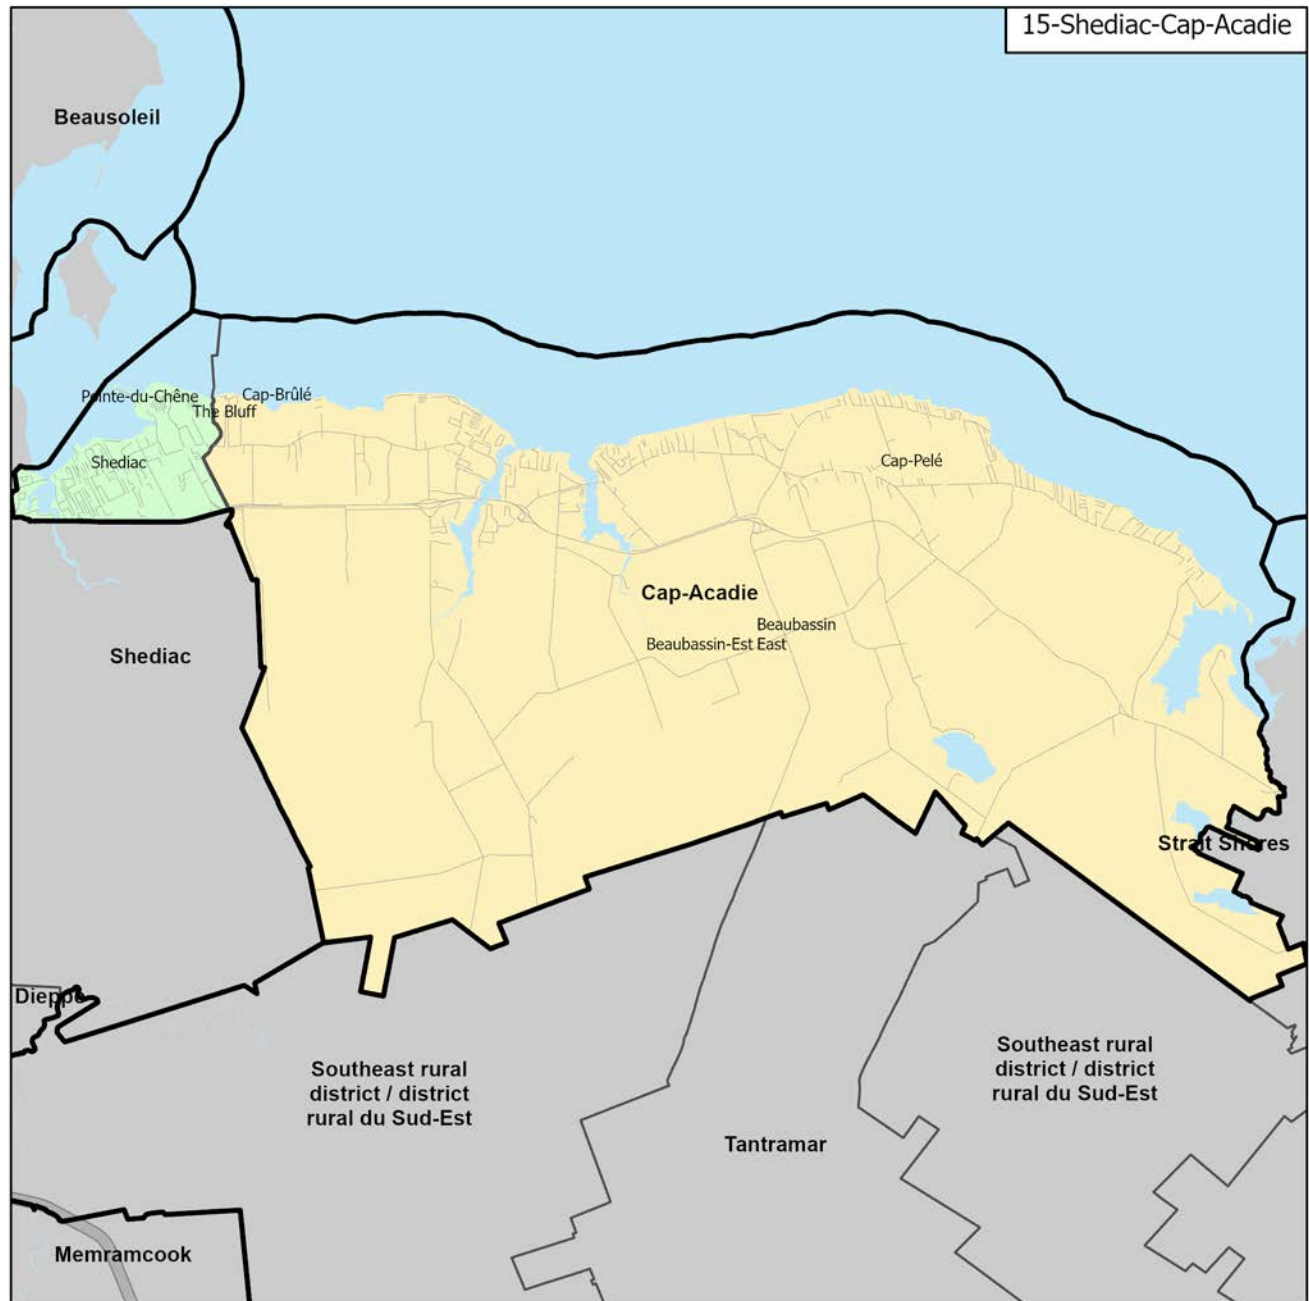 15-Shediac-Cap-Acadie
Beausoleil
Pointe-du-Chêne
Cap-Brûlé
The Bluff
Shediac
Cap-Pelé
Cap-Acadie
Beaubassin
Beaubassin-Est East
Shediac
Strait Shores
Dieppe
Southeast rural
district / district
rural du Sud-Est
Southeast rural
district / district
rural du Sud-Est
Tantramar
Memramcook